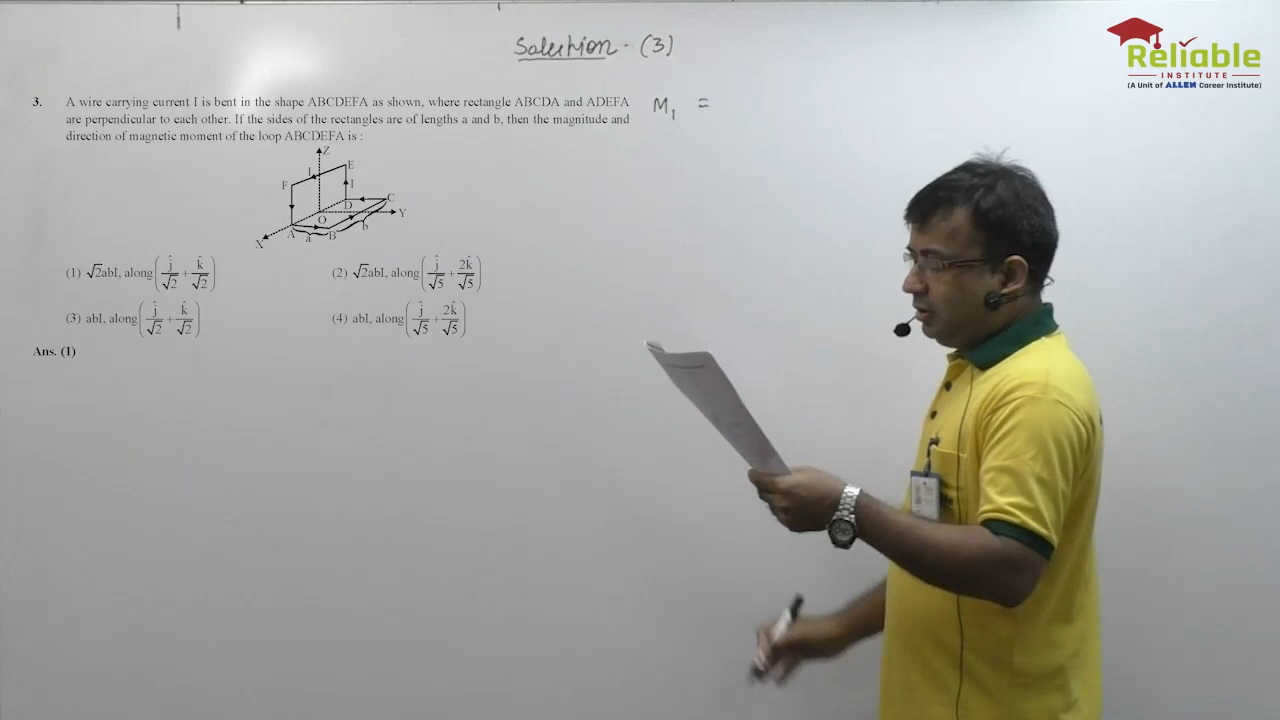 Solution - (3)
Reliable
INSTITUTE
(A Unit of ALLEN Career Institute)
3. A wire carrying current I is bent in the shape ABCDEFA as shown, where rectangle ABCDA and ADEFA
are perpendicular to each other. If the sides of the rectangles are of lengths a and b, then the magnitude and
direction of magnetic moment of the loop ABCDEFA is :
M₁ =
Z
E
I
F
I
C
D
O
Y
A
a
B
b
X
(1) √2abI, along (ĵ/√2 + k̂/√2)
(2) √2abI, along (ĵ/√5 + 2k̂/√5)
(3) abI, along (ĵ/√2 + k̂/√2)
(4) abI, along (ĵ/√5 + 2k̂/√5)
Ans. (1)